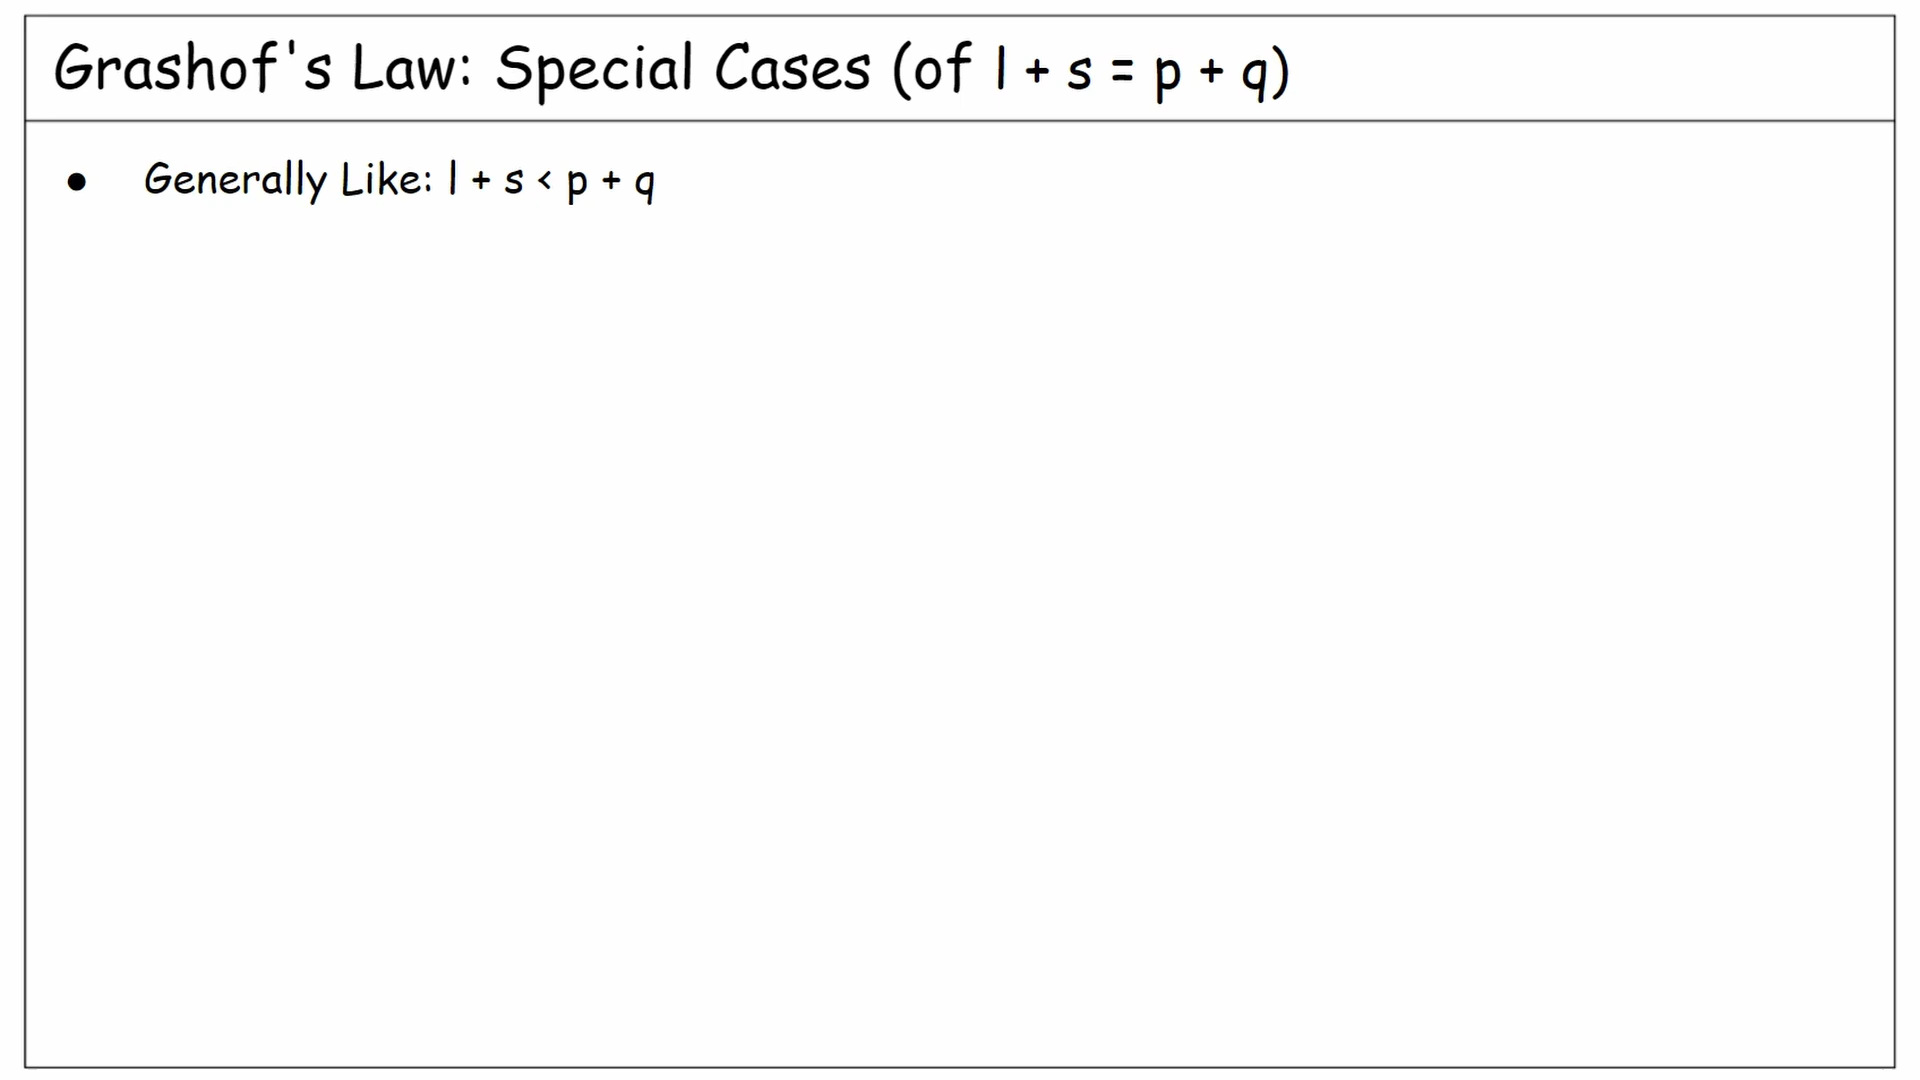 Grashof's Law: Special Cases (of l + s = p + q)
● Generally Like: l + s < p + q